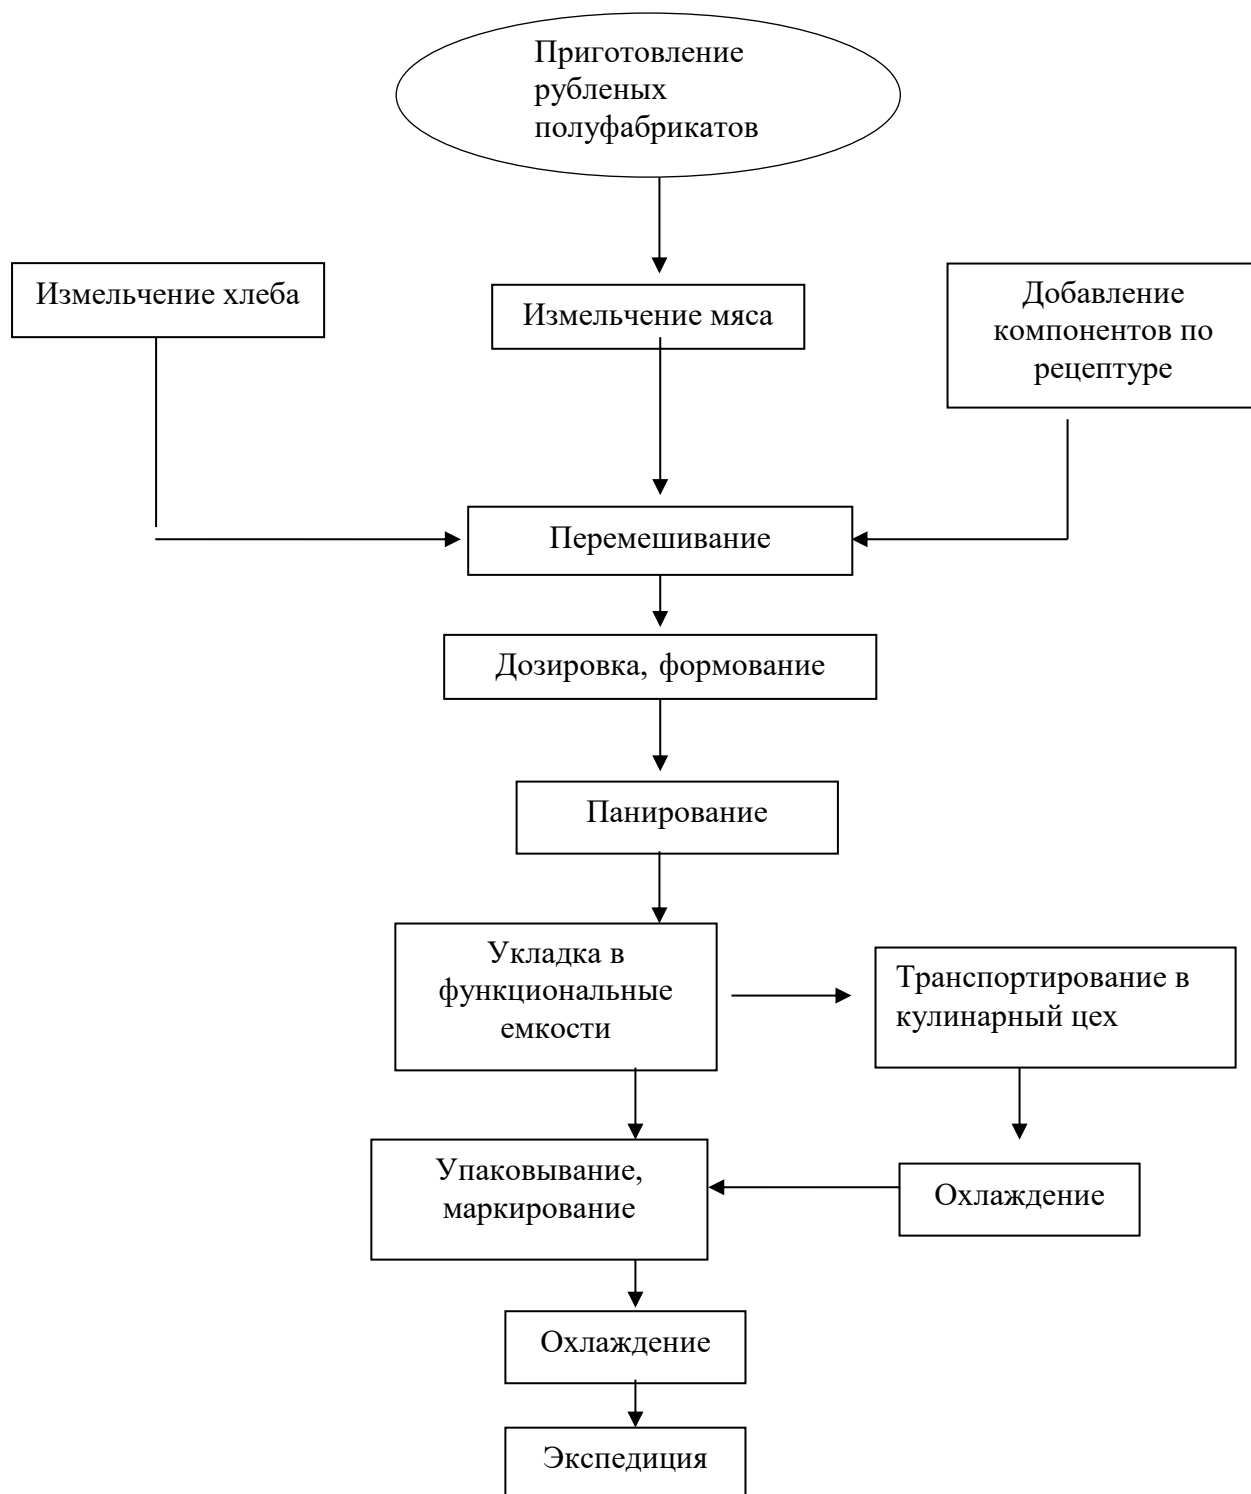 Приготовление
рубленых
полуфабрикатов
Измельчение хлеба
Измельчение мяса
Добавление
компонентов по
рецептуре
Перемешивание
Дозировка, формование
Панирование
Укладка в
функциональные
емкости
Транспортирование в
кулинарный цех
Упаковывание,
маркирование
Охлаждение
Охлаждение
Экспедиция